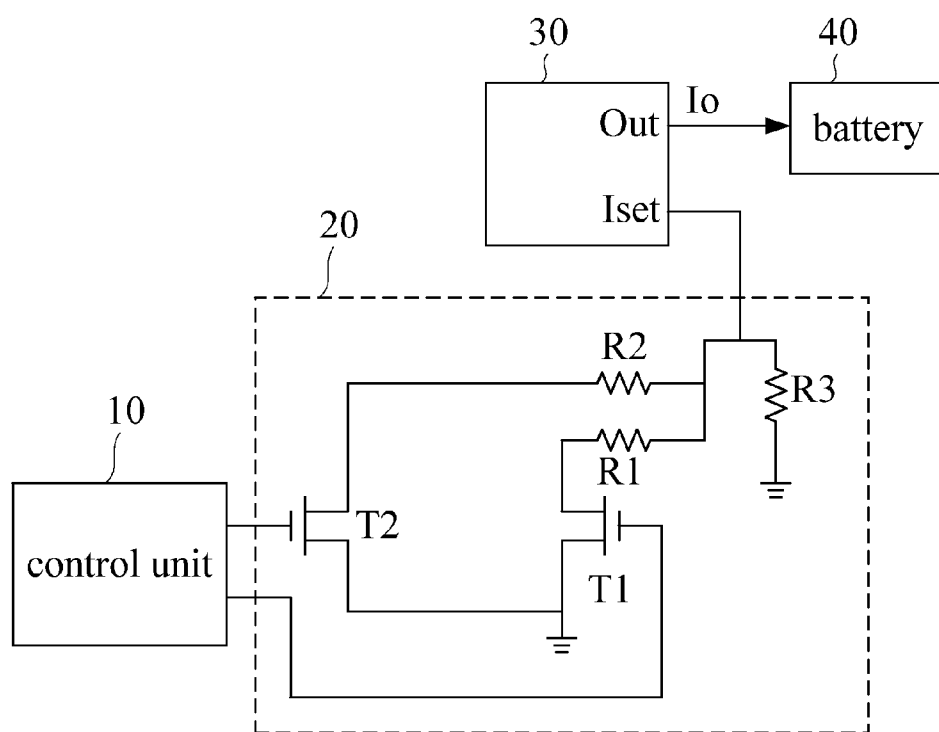 30
40
Out
Io
battery
Iset
20
R2
R3
10
R1
T2
control unit
T1